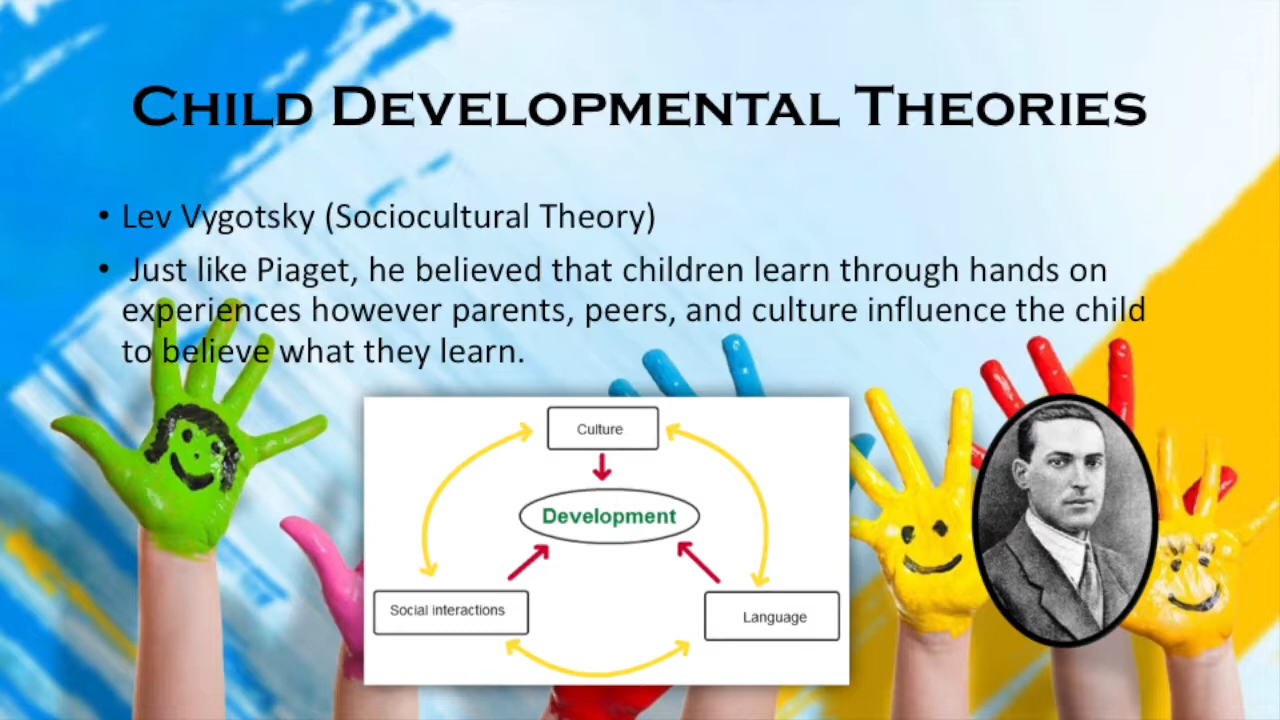 CHILD DEVELOPMENTAL THEORIES
• Lev Vygotsky (Sociocultural Theory)
• Just like Piaget, he believed that children learn through hands on
experiences however parents, peers, and culture influence the child
to believe what they learn.
Culture
Development
Social interactions
Language